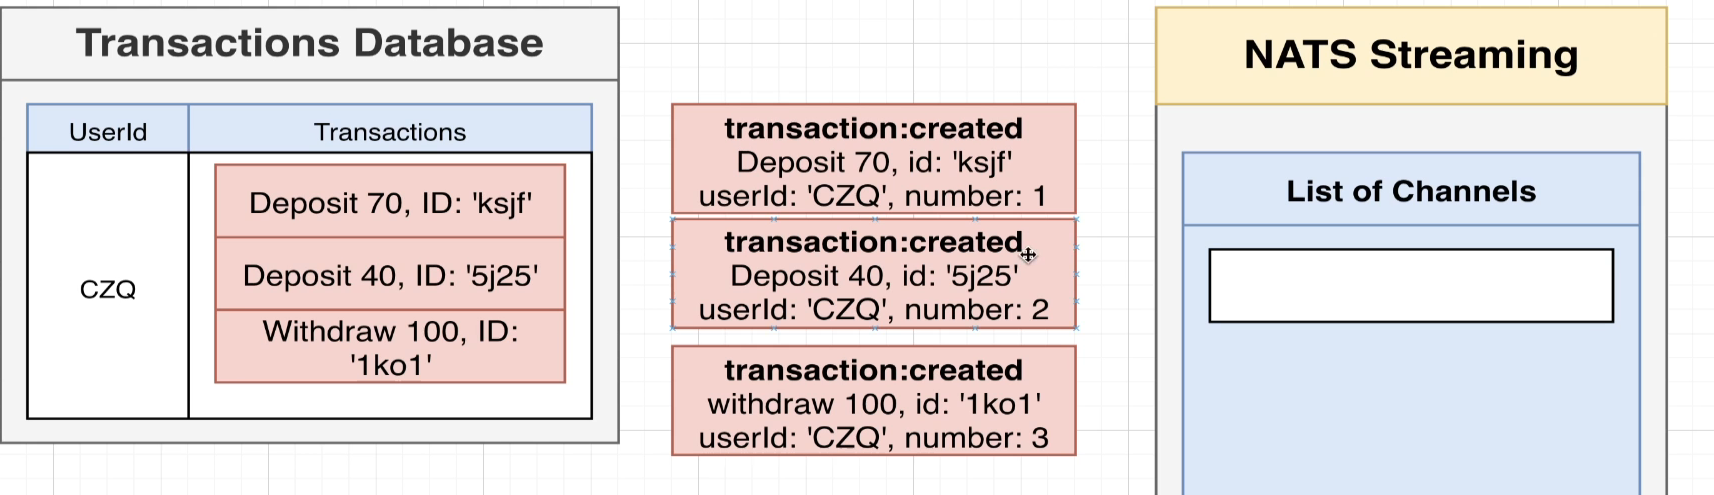 Transactions Database
UserId
Transactions
CZQ
Deposit 70, ID: 'ksjf'
Deposit 40, ID: '5j25'
Withdraw 100, ID:
'1ko1'
transaction:created
Deposit 70, id: 'ksjf'
userId: 'CZQ', number: 1
transaction:created
Deposit 40, id: '5j25'
userId: 'CZQ', number: 2
transaction:created
withdraw 100, id: '1ko1'
userId: 'CZQ', number: 3
NATS Streaming
List of Channels